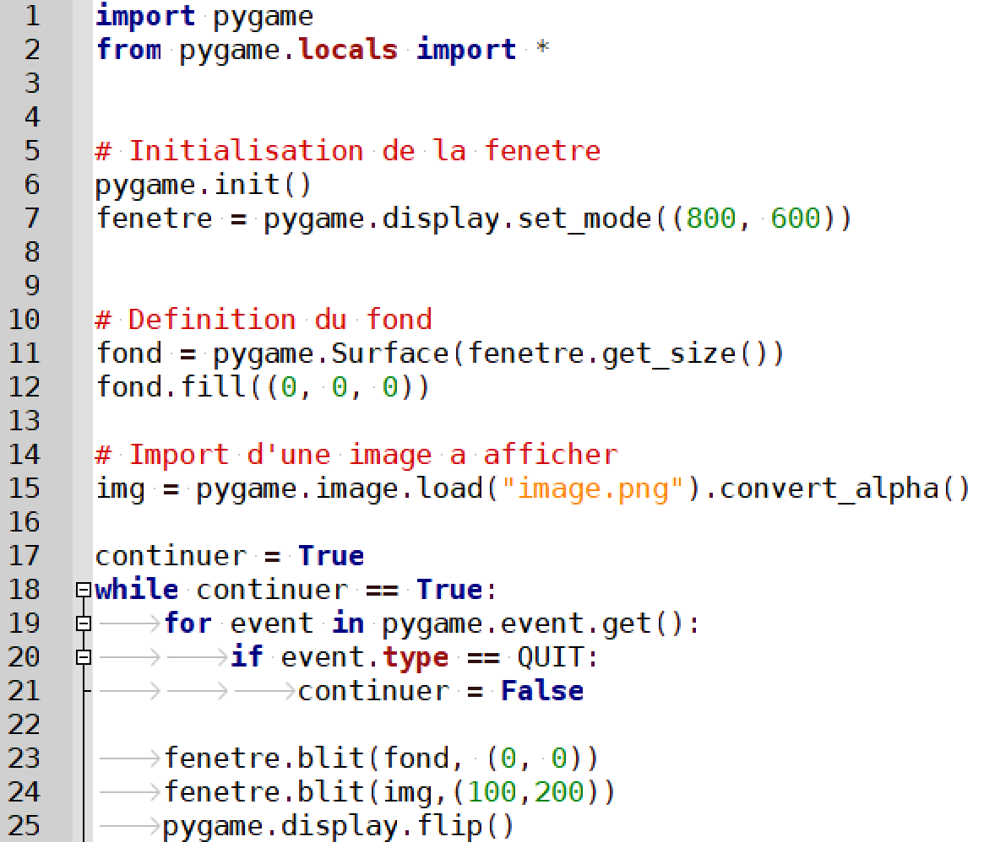 1 import pygame
2 from pygame.locals import *
3
4
5 # Initialisation de la fenetre
6 pygame.init()
7 fenetre = pygame.display.set_mode((800, 600))
8
9
10 # Definition du fond
11 fond = pygame.Surface(fenetre.get_size())
12 fond.fill((0, 0, 0))
13
14 # Import d'une image a afficher
15 img = pygame.image.load("image.png").convert_alpha()
16
17 continuer = True
18 while continuer == True:
19 	for event in pygame.event.get():
20 		if event.type == QUIT:
21 			continuer = False
22
23 	fenetre.blit(fond, (0, 0))
24 	fenetre.blit(img,(100,200))
25 	pygame.display.flip()